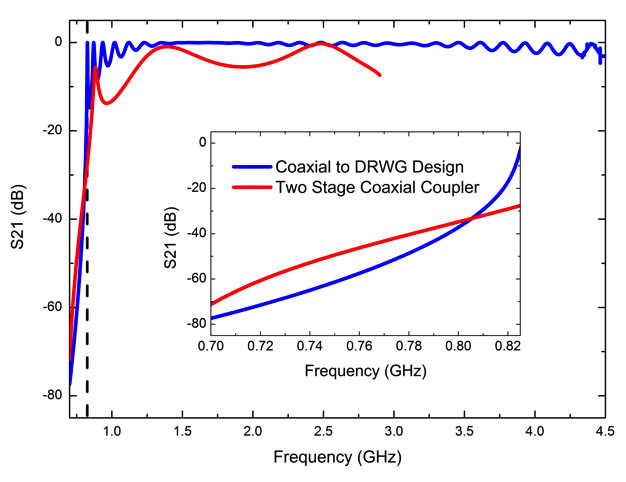 0
-20
-40
-60
-80
S21 (dB)
1.0 1.5 2.0 2.5 3.0 3.5 4.0 4.5
Frequency (GHz)
0
-20
-40
-60
-80
S21 (dB)
Coaxial to DRWG Design
Two Stage Coaxial Coupler
0.70 0.72 0.74 0.76 0.78 0.80 0.82
Frequency (GHz)